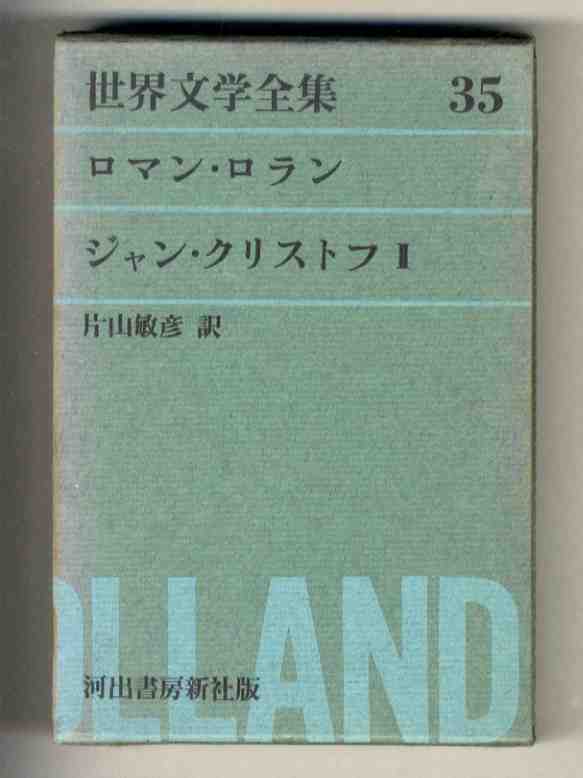 世界文学全集 35
ロマン・ロラン
ジャン・クリストフ II
片山敏彦 訳
OLLAND
河出書房新社版